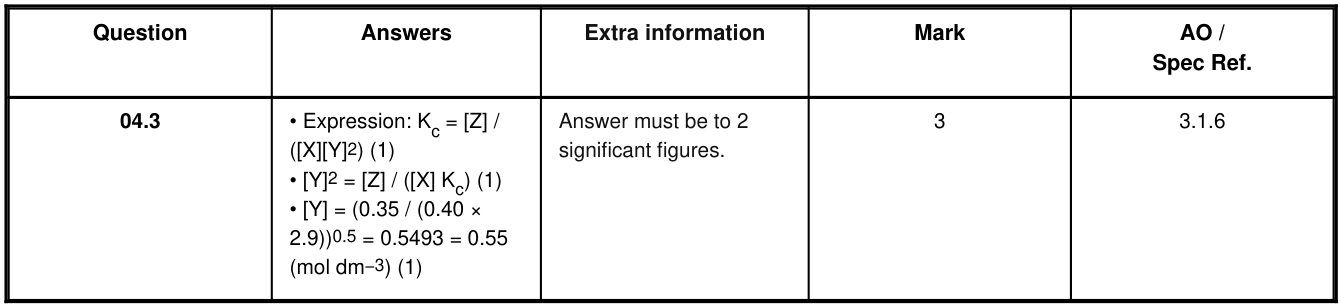 Question Answers Extra information Mark AO /
Spec Ref.
04.3
• Expression: Kc = [Z] /
([X][Y]2) (1)
• [Y]2 = [Z] / ([X] Kc) (1)
• [Y] = (0.35 / (0.40 ×
2.9))0.5 = 0.5493 = 0.55
(mol dm−3) (1)
Answer must be to 2
significant figures.
3
3.1.6